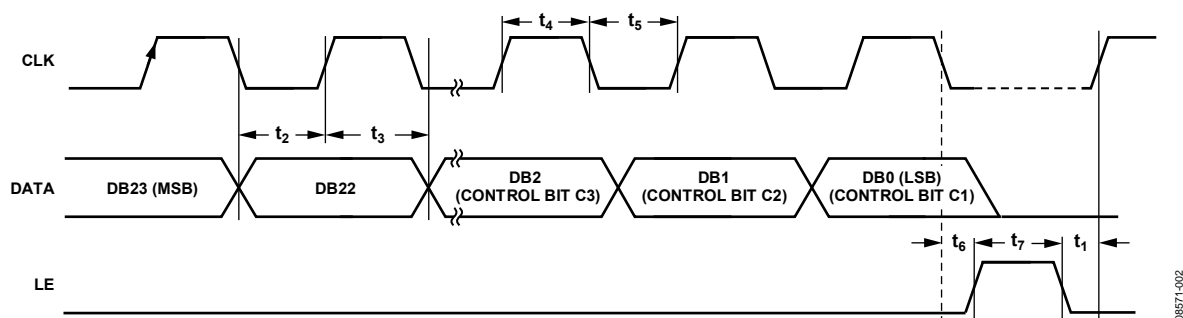 t4
t5
CLK
t2
t3
DATA
DB23 (MSB)
DB22
DB2
(CONTROL BIT C3)
DB1
(CONTROL BIT C2)
DB0 (LSB)
(CONTROL BIT C1)
t6
t7
t1
LE
08571-002